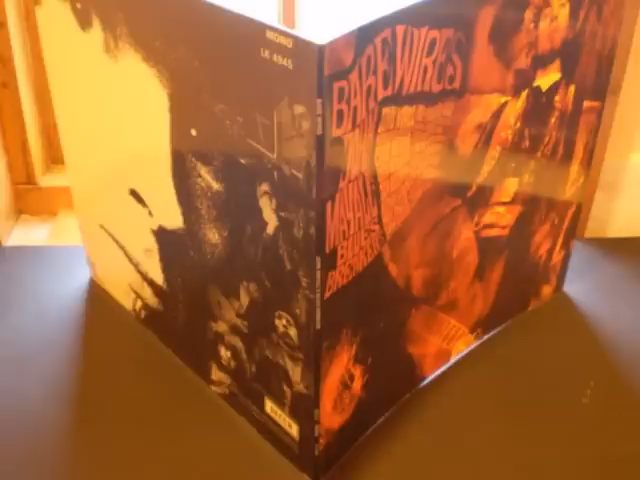 MONO
LK 4945
DECCA
BARE WIRES
JOHN
MAYALL'S
BLUES
BREAKERS